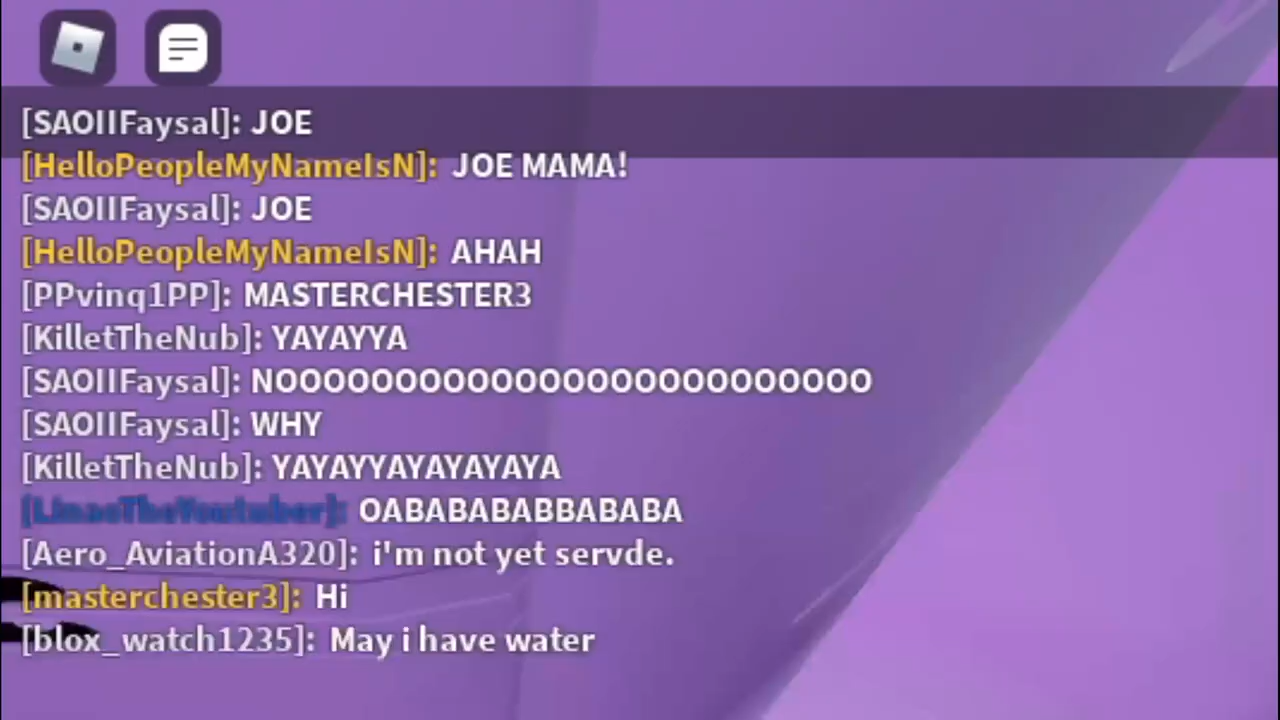 [SAOIIFaysal]: JOE
[HelloPeopleMyNameIsN]: JOE MAMA!
[SAOIIFaysal]: JOE
[HelloPeopleMyNameIsN]: AHAH
[PPvinq1PP]: MASTERCHESTER3
[KilletTheNub]: YAYAYYA
[SAOIIFaysal]: NOOOOOOOOOOOOOOOOOOOOOOOOO
[SAOIIFaysal]: WHY
[KilletTheNub]: YAYAYYAYAYAYAYA
[LinasTheYoutuber]: OABABABABBABABA
[Aero_AviationA320]: i'm not yet servde.
[masterchester3]: Hi
[blox_watch1235]: May i have water